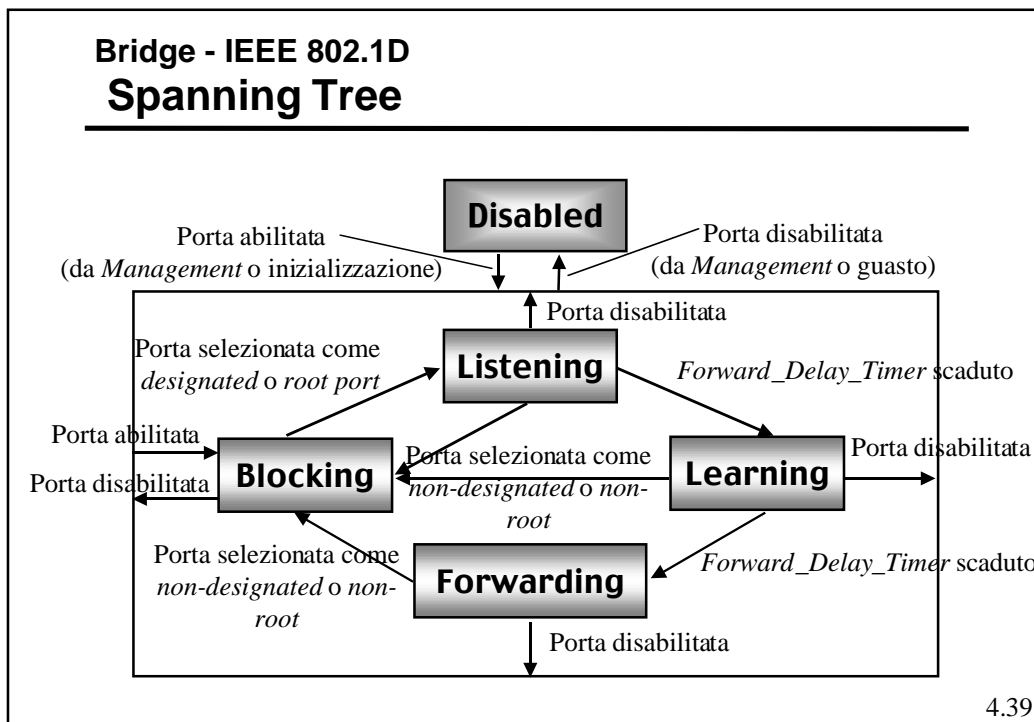 Bridge - IEEE 802.1D
Spanning Tree
Disabled
Porta abilitata
(da Management o inizializzazione)
Porta disabilitata
(da Management o guasto)
Porta disabilitata
Listening
Porta selezionata come
designated o root port
Forward_Delay_Timer scaduto
Porta abilitata
Porta disabilitata
Blocking
Porta selezionata come
non-designated o non-
root
Learning
Porta disabilitata
Porta selezionata come
non-designated o non-
root
Forwarding
Forward_Delay_Timer scaduto
Porta disabilitata
4.39